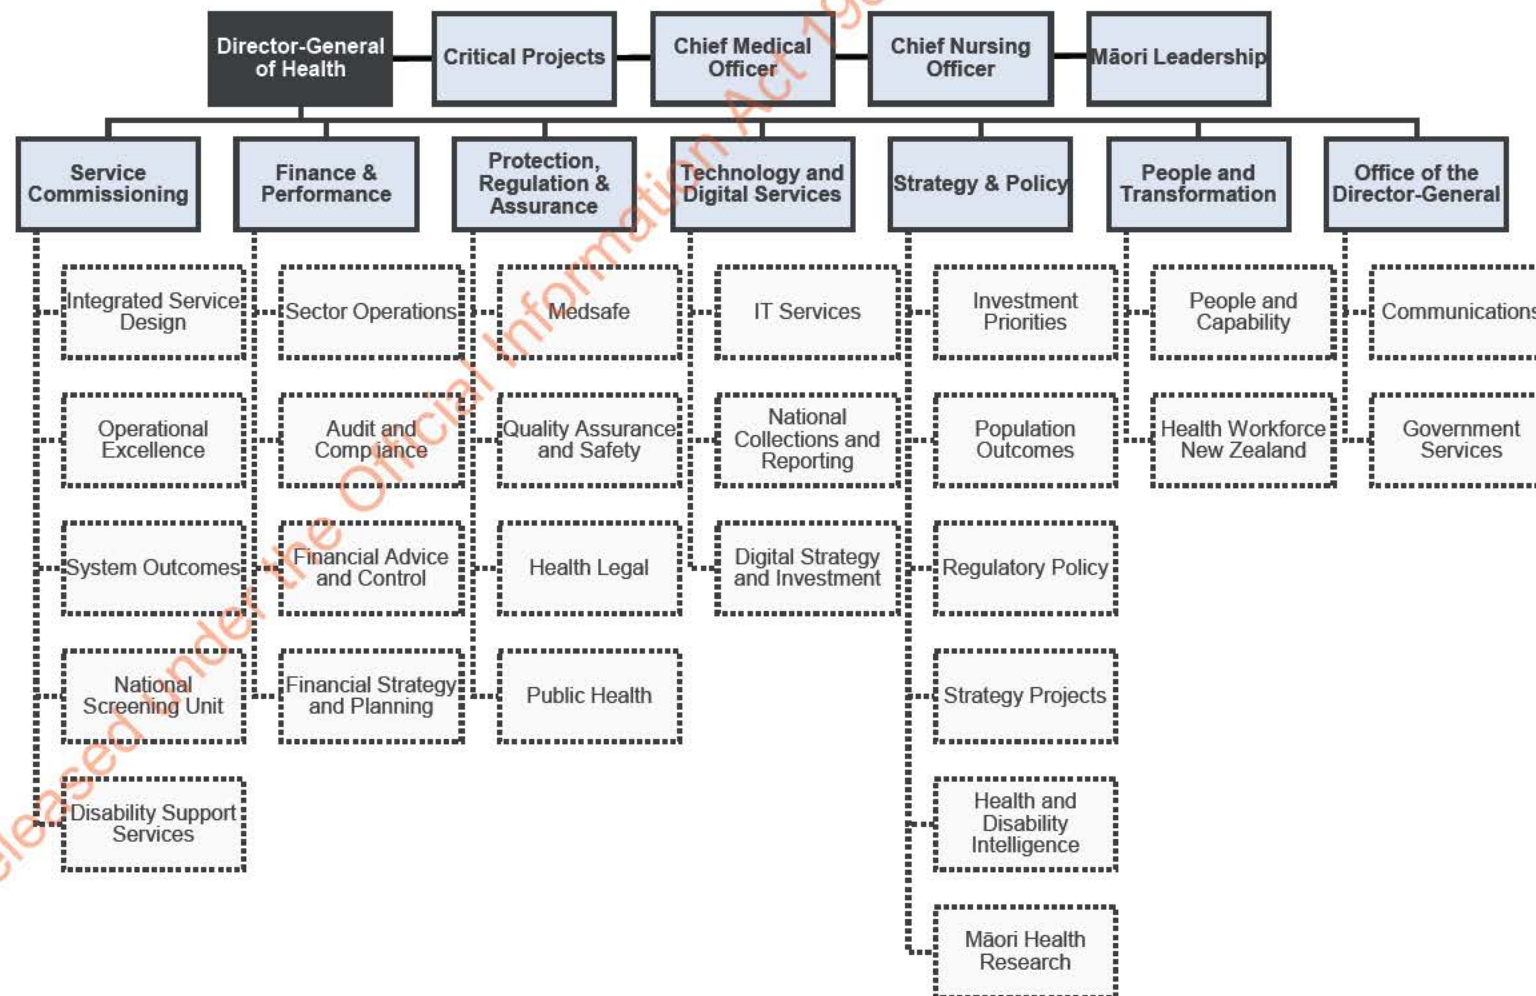 Director-General
of Health
Critical Projects
Chief Medical
Officer
Chief Nursing
Officer
Māori Leadership
Service
Commissioning
Finance &
Performance
Protection,
Regulation &
Assurance
Technology and
Digital Services
Strategy & Policy
People and
Transformation
Office of the
Director-General
Integrated Service
Design
Sector Operations
Medsafe
IT Services
Investment
Priorities
People and
Capability
Communications
Operational
Excellence
Audit and
Compliance
Quality Assurance
and Safety
National
Collections and
Reporting
Population
Outcomes
Health Workforce
New Zealand
Government
Services
System Outcomes
Financial Advice
and Control
Health Legal
Digital Strategy
and Investment
Regulatory Policy
National
Screening Unit
Financial Strategy
and Planning
Public Health
Strategy Projects
Disability Support
Services
Health and
Disability
Intelligence
Māori Health
Research
eleased under the Official Information Act 19